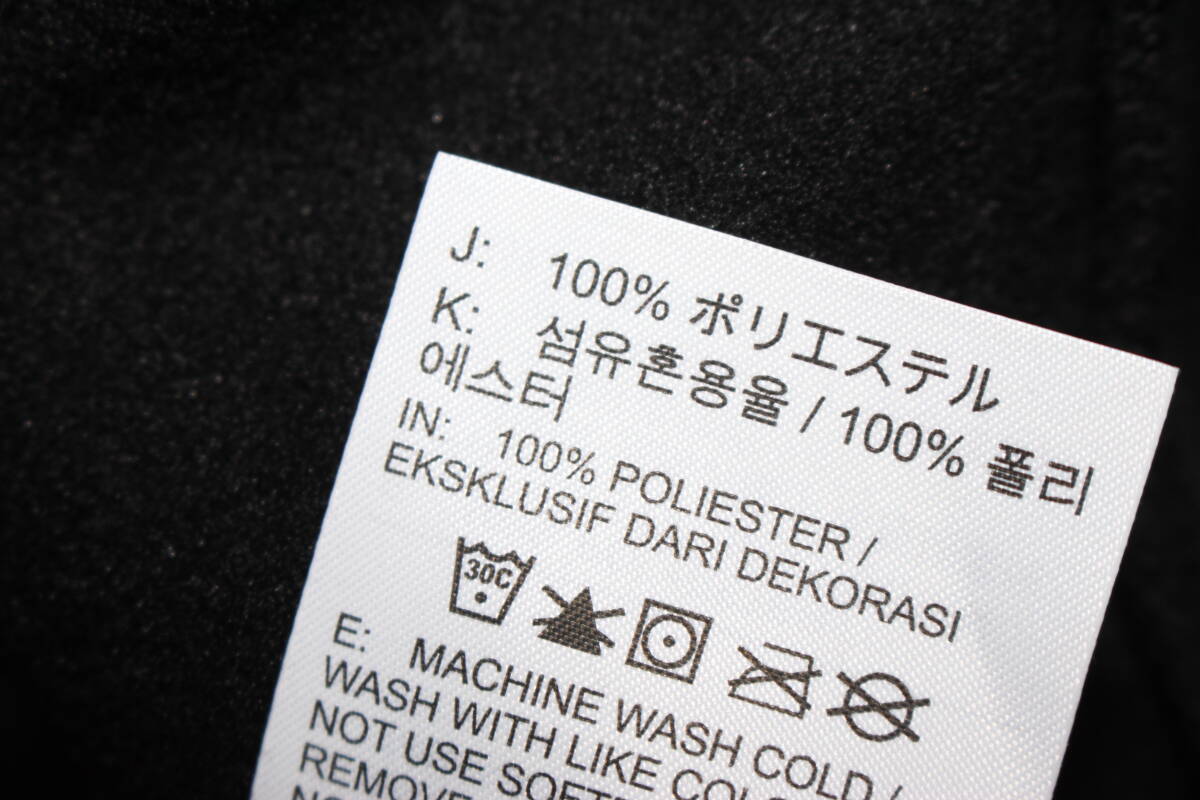 J: 100% ポリエステル
K: 섬유혼용율 / 100% 폴리
에스터
IN: 100% POLIESTER /
EKSKLUSIF DARI DEKORASI
30C
E: MACHINE WASH COLD /
WASH WITH LIKE
NOT USE
REMOVE